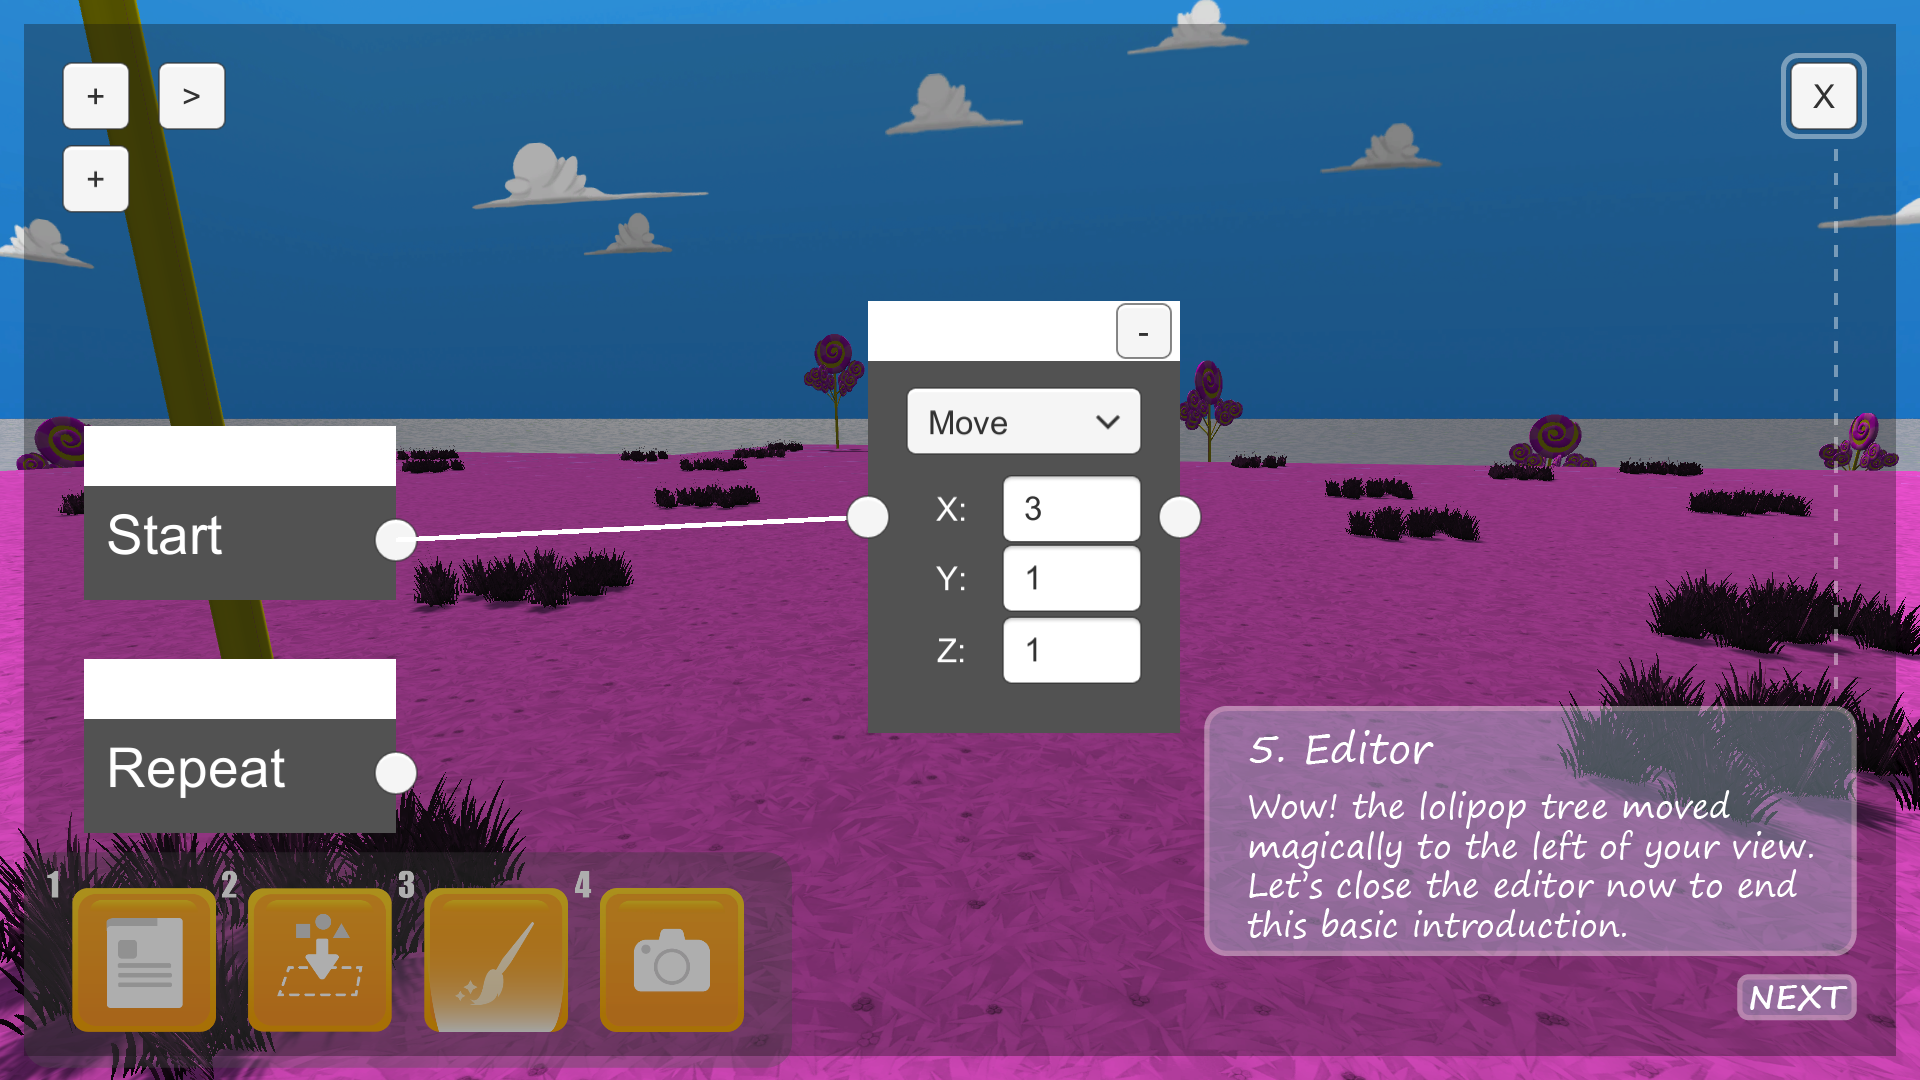 + >
X
+
-
Move
X: 3
Start
Y: 1
Z: 1
Repeat
5. Editor
Wow! the lolipop tree moved
magically to the left of your view.
Let's close the editor now to end
this basic introduction.
1 2 3 4
NEXT